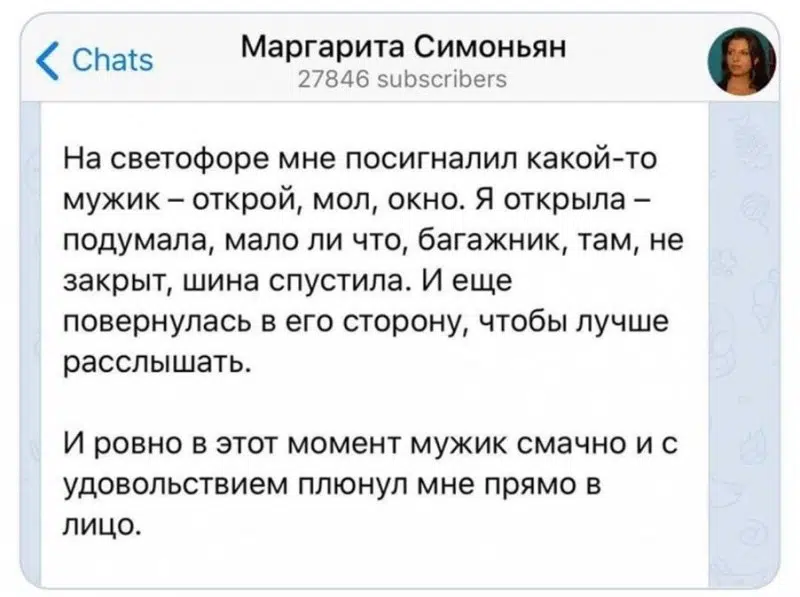 Chats
Маргарита Симоньян
27846 subscribers
На светофоре мне посигналил какой-то
мужик – открой, мол, окно. Я открыла –
подумала, мало ли что, багажник, там, не
закрыт, шина спустила. И еще
повернулась в его сторону, чтобы лучше
расслышать.
И ровно в этот момент мужик смачно и с
удовольствием плюнул мне прямо в
лицо.